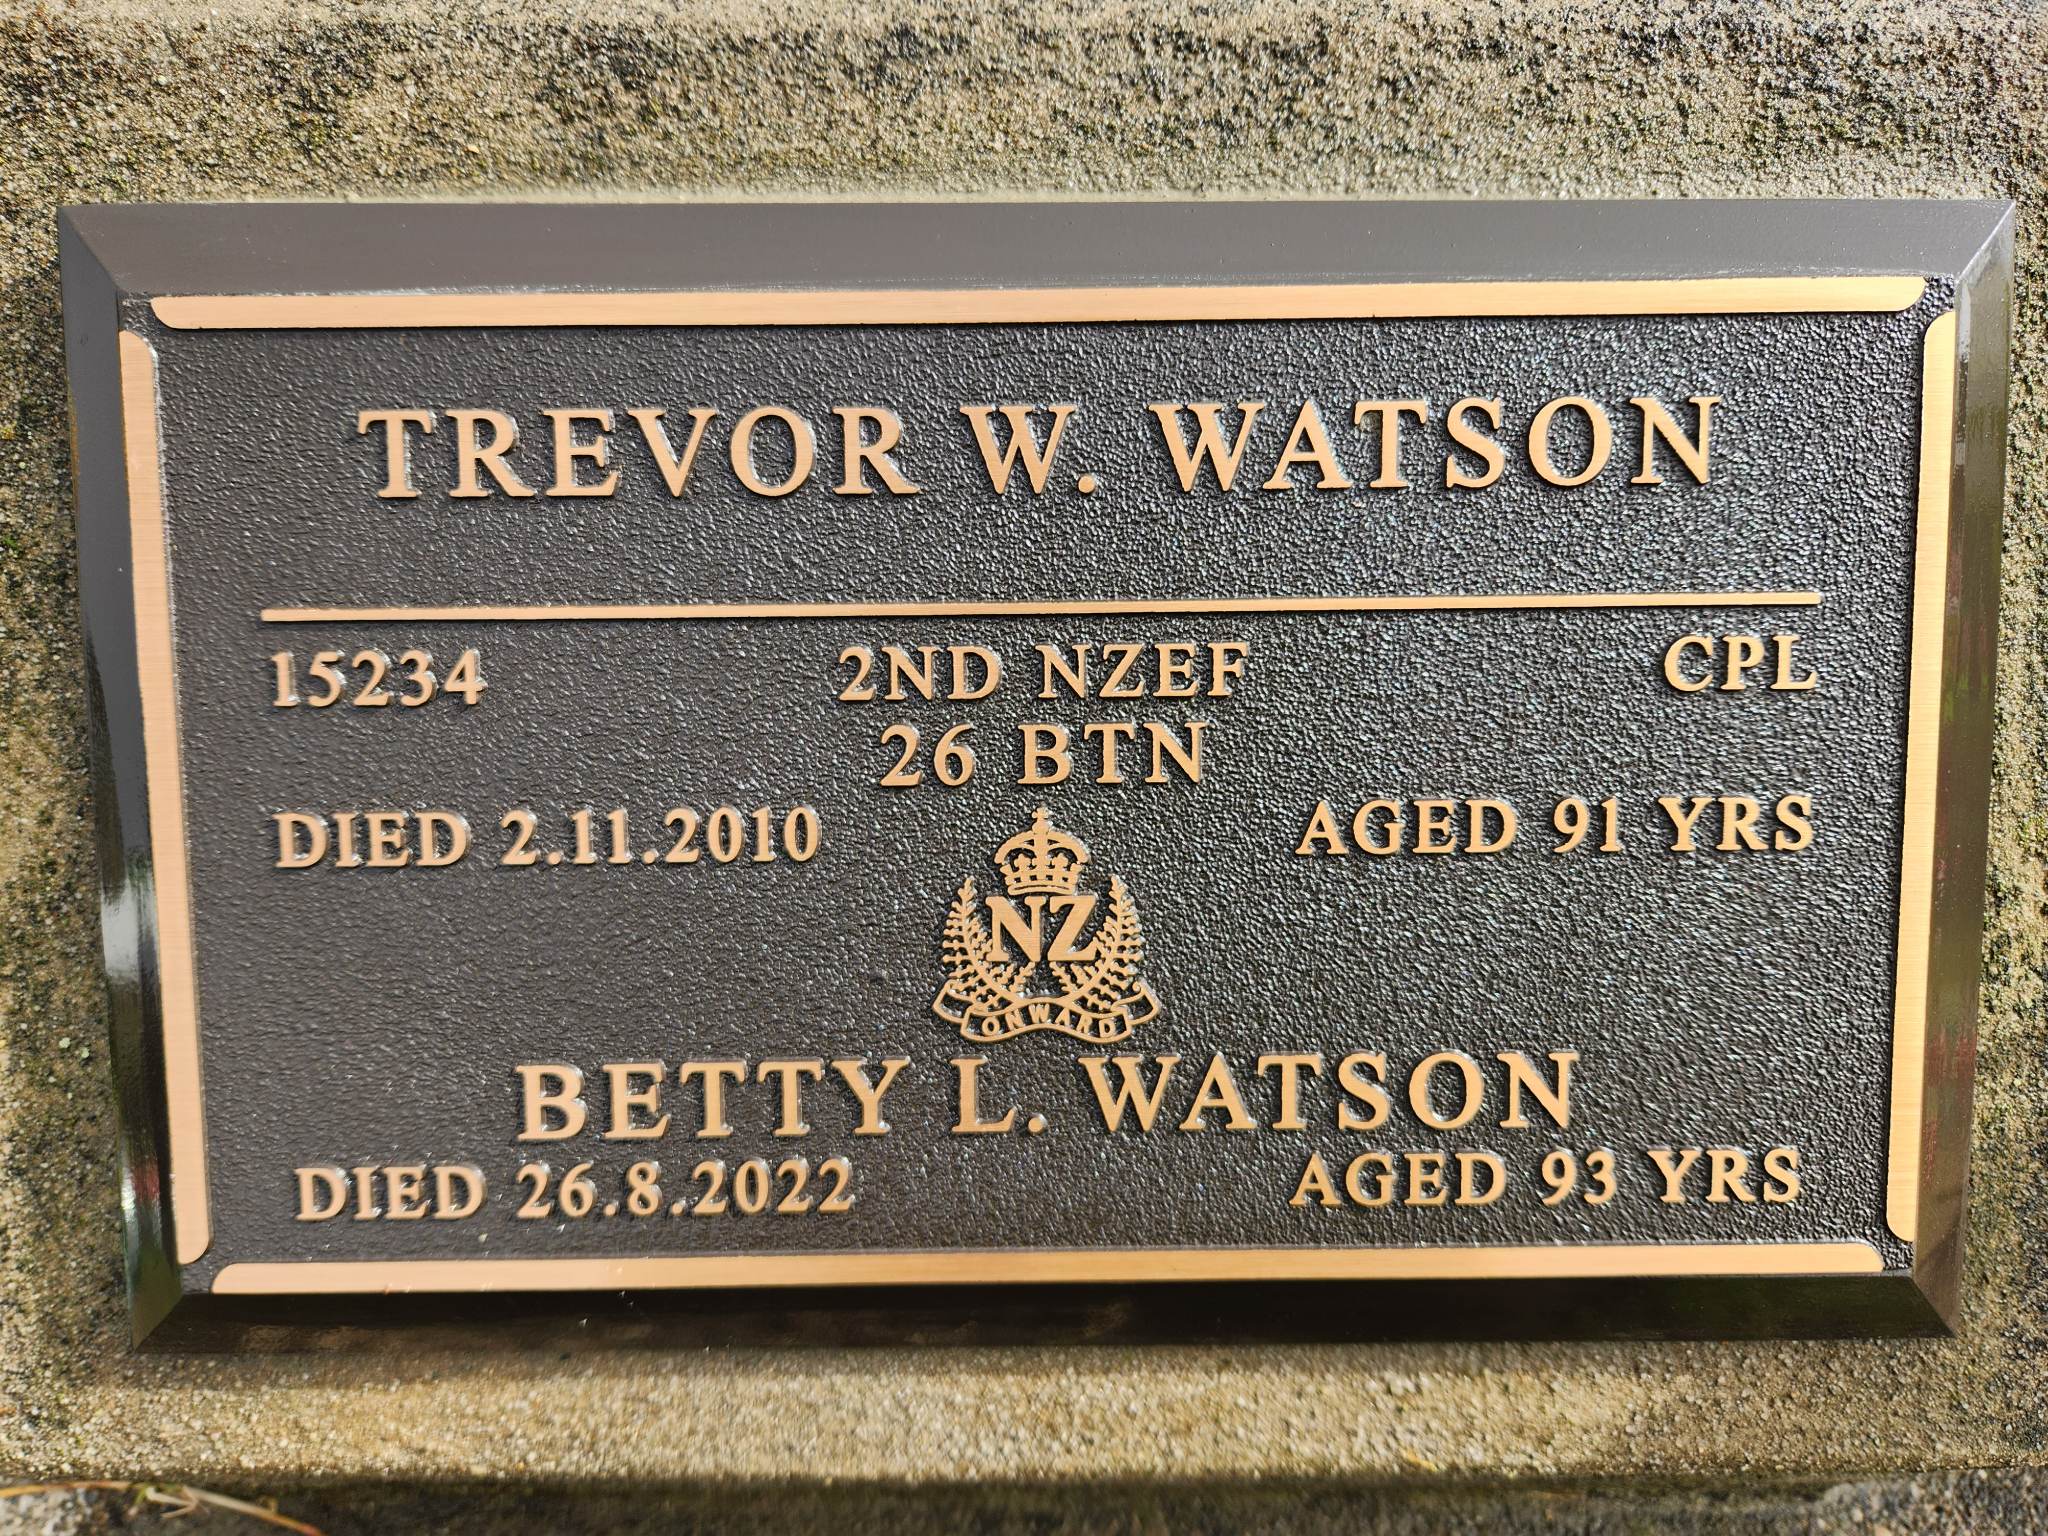 TREVOR W. WATSON
15234 2ND NZEF CPL
26 BTN
DIED 2.11.2010 AGED 91 YRS
NZ
ONWARD
BETTY L. WATSON
DIED 26.8.2022 AGED 93 YRS